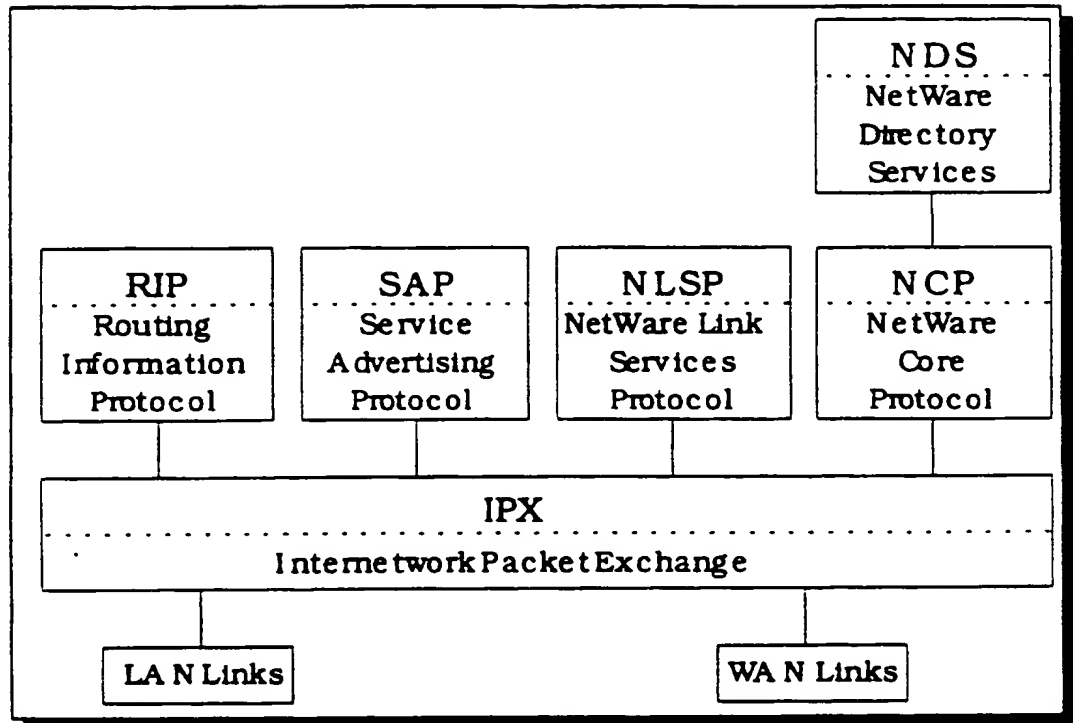 NDS
NetWare
Directory
Services
RIP
Routing
Information
Protocol
SAP
Service
Advertising
Protocol
NLSP
NetWare Link
Services
Protocol
NCP
NetWare
Core
Protocol
IPX
Internetwork Packet Exchange
LAN Links
WAN Links